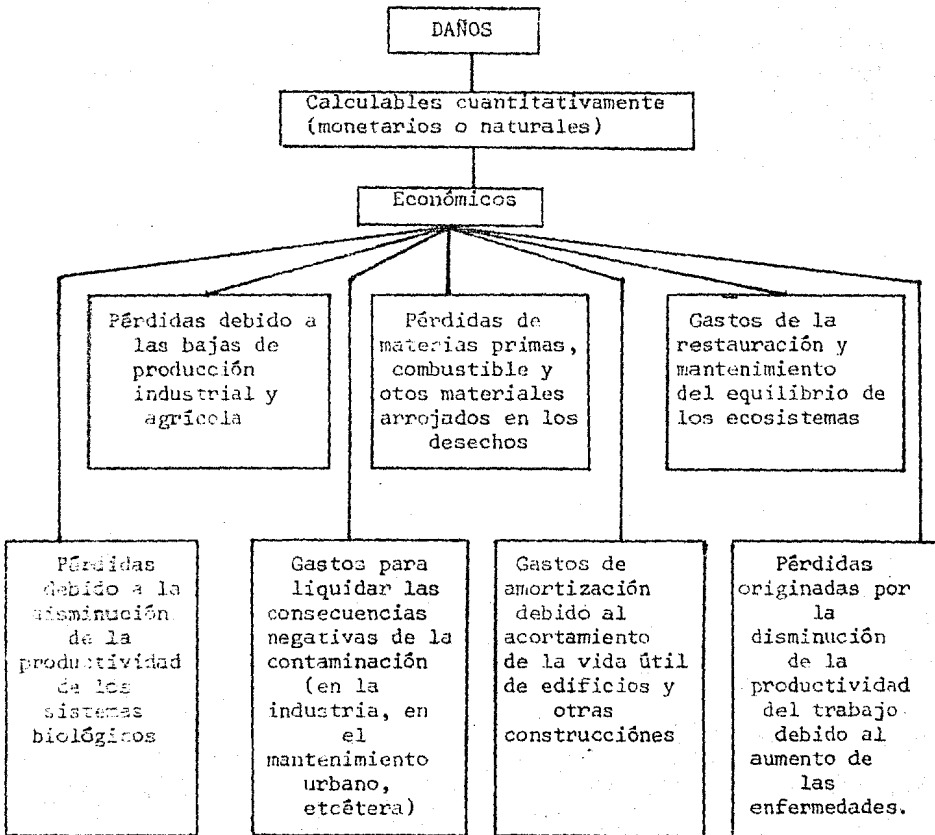 DAÑOS
Calculables cuantitativamente
(monetarios o naturales)
Económicos
Pérdidas debido a
las bajas de
producción
industrial y
agrícola
Pérdidas de
materias primas,
combustible y
otos materiales
arrojados en los
desechos
Gastos de la
restauración y
mantenimiento
del equilibrio de
los ecosistemas
Pérdidas
debido a la
disminución
de la
productividad
de los
sistemas
biológicos
Gastos para
liquidar las
consecuencias
negativas de la
contaminación
(en la
industria, en
el
mantenimiento
urbano,
etcétera)
Gastos de
amortización
debido al
acortamiento
de la vida útil
de edificios y
otras
construcciónes
Pérdidas
originadas por
la
disminución
de la
productividad
del trabajo
debido al
aumento de
las
enfermedades.